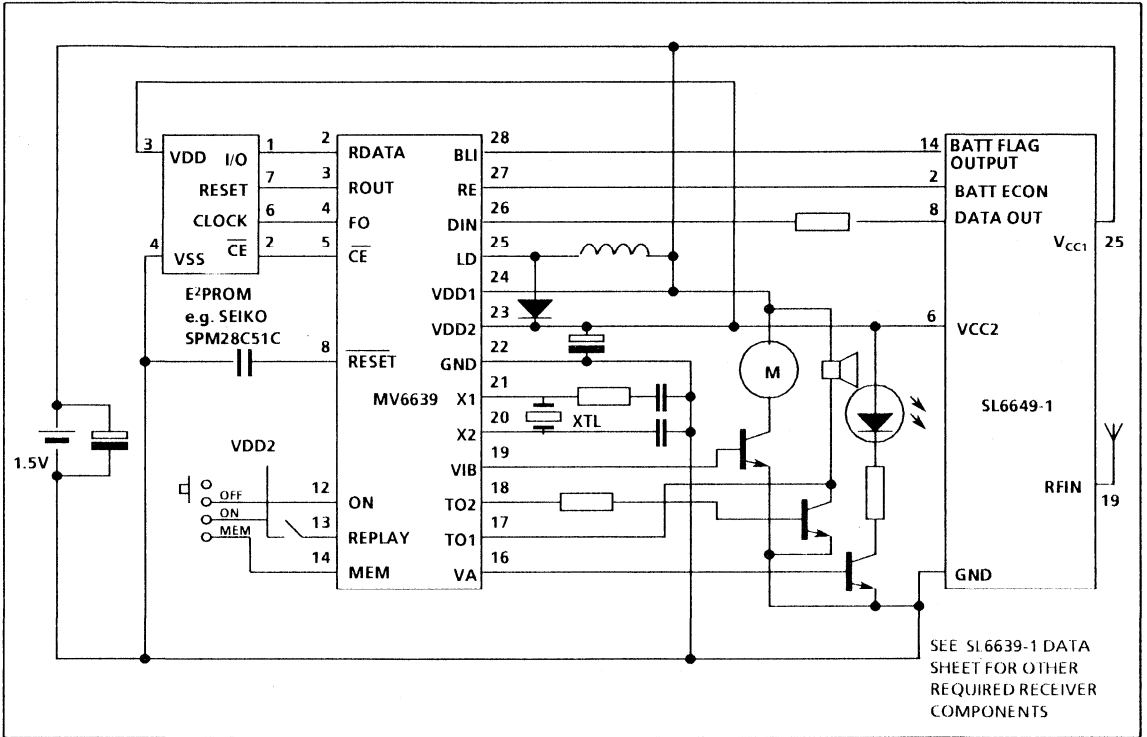 3
VDD
I/O
1
RESET
7
CLOCK
6
4
VSS
CE
2
E²PROM
e.g. SEIKO
SPM28C51C
2
RDATA
3
ROUT
4
FO
5
CE
8
RESET
MV6639
12
ON
13
REPLAY
14
MEM
28
BLI
27
RE
26
DIN
25
LD
24
VDD1
23
VDD2
22
GND
21
X1
20
X2
19
VIB
18
TO2
17
TO1
16
VA
XTL
M
1.5V
VDD2
OFF
ON
MEM
14
BATT FLAG
OUTPUT
2
BATT ECON
8
DATA OUT
VCC1
25
6
VCC2
SL6649-1
RFIN
19
GND
SEE SL6639-1 DATA
SHEET FOR OTHER
REQUIRED RECEIVER
COMPONENTS